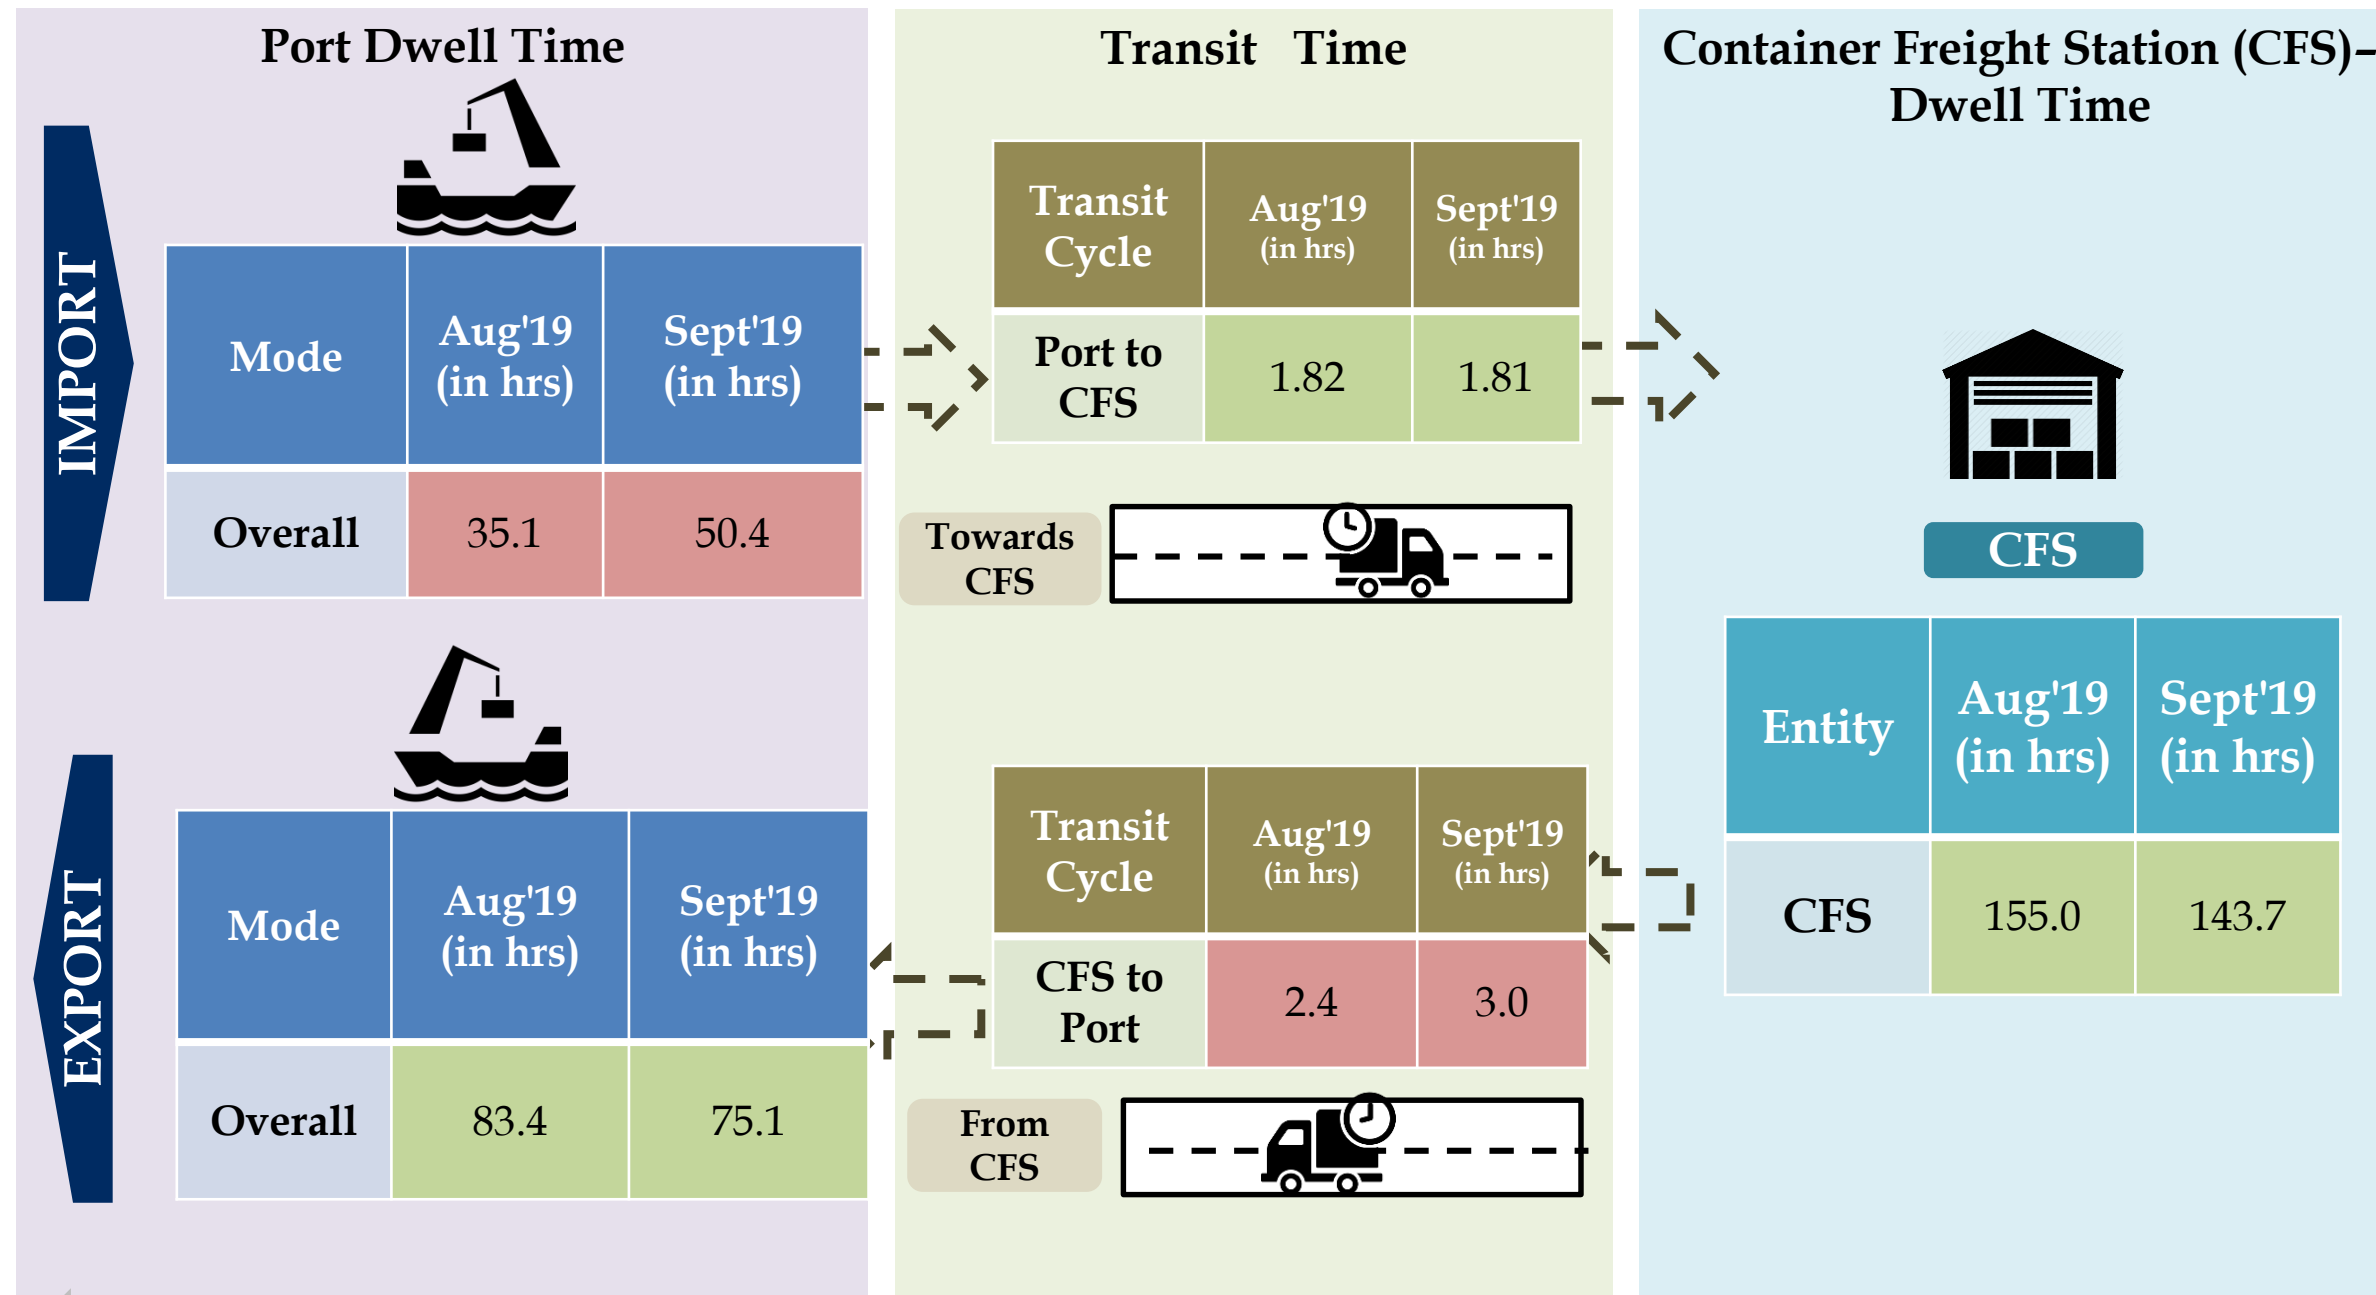 Port Dwell Time
IMPORT
Mode Aug'19 (in hrs) Sept'19 (in hrs)
Overall 35.1 50.4
EXPORT
Mode Aug'19 (in hrs) Sept'19 (in hrs)
Overall 83.4 75.1
Transit Time
Transit Cycle Aug'19 (in hrs) Sept'19 (in hrs)
Port to CFS 1.82 1.81
Towards
CFS
Transit Cycle Aug'19 (in hrs) Sept'19 (in hrs)
CFS to Port 2.4 3.0
From
CFS
Container Freight Station (CFS)–
Dwell Time
CFS
Entity Aug'19 (in hrs) Sept'19 (in hrs)
CFS 155.0 143.7